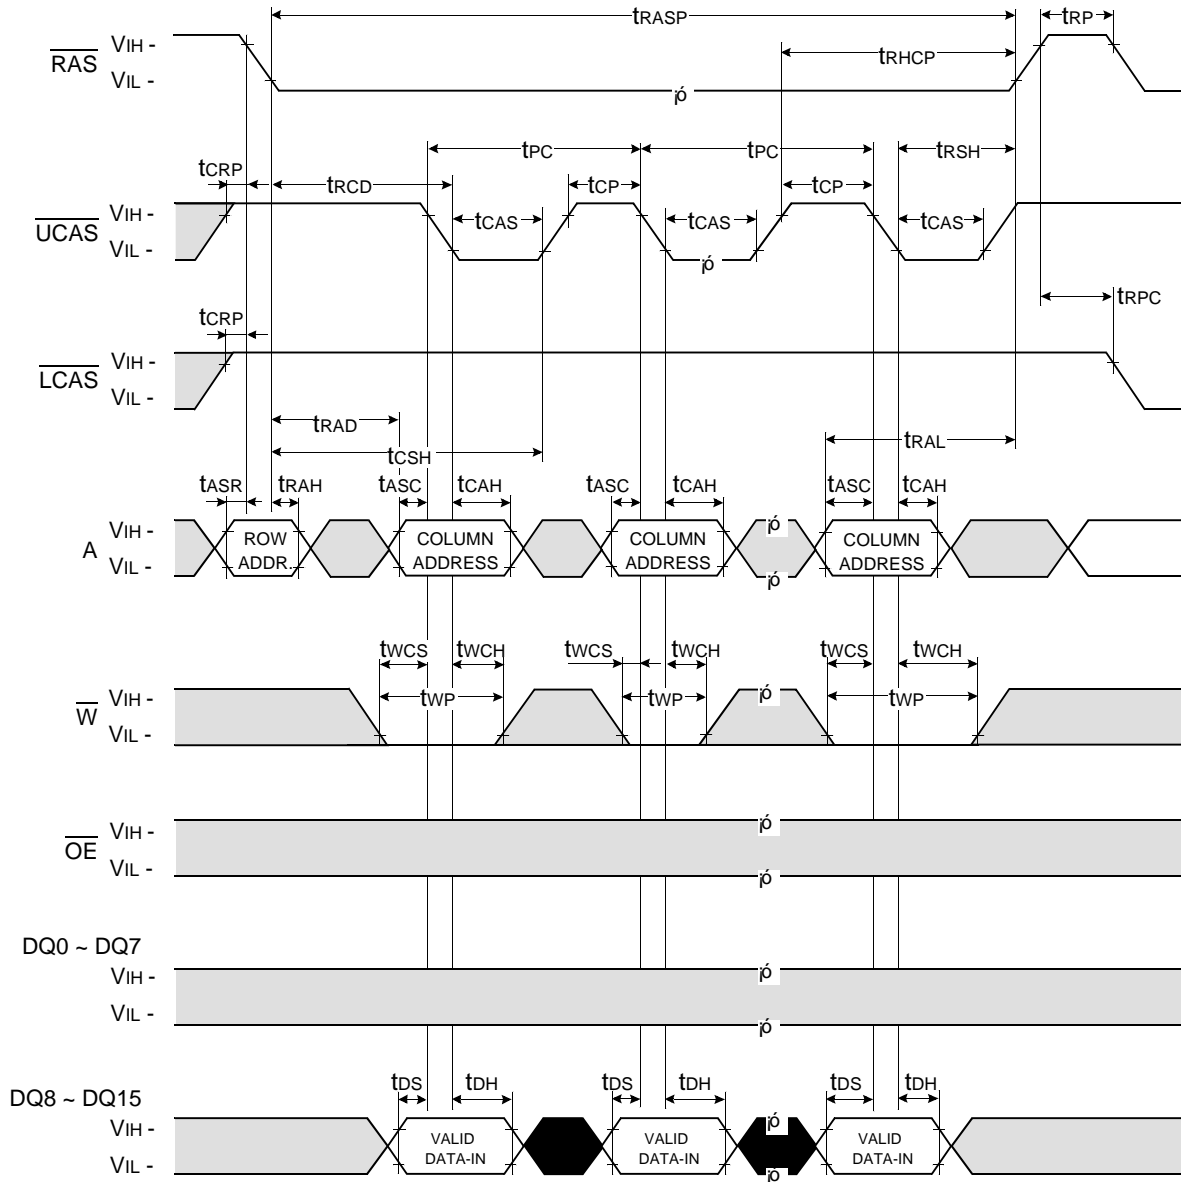 tRASP tRP
RAS VIH - tRHCP
VIL - ¡ó
tPC tPC tRSH
tCRP tRCD tCP tCP
UCAS VIH - tCAS tCAS tCAS
VIL - ¡ó
tCRP tRPC
LCAS VIH -
VIL -
tRAD tRAL
tCSH
tASR tRAH tASC tCAH tASC tCAH tASC tCAH
A VIH - ROW COLUMN COLUMN ¡ó COLUMN
VIL - ADDR. ADDRESS ADDRESS ¡ó ADDRESS
tWCS tWCH tWCS tWCH tWCS tWCH
W VIH - tWP tWP ¡ó tWP
VIL -
OE VIH - ¡ó
VIL - ¡ó
DQ0 ~ DQ7
VIH - ¡ó
VIL - ¡ó
DQ8 ~ DQ15 tDS tDH tDS tDH tDS tDH
VIH - VALID VALID ¡ó VALID
VIL - DATA-IN DATA-IN ¡ó DATA-IN